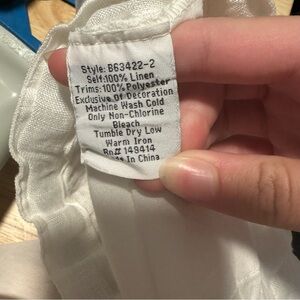 Style: B63422-2
Self:100% Linen
Trims:100% Polyester
Exclusive Of Decoration
Machine Wash Cold
Only Non-Chlorine
Bleach
Tumble Dry Low
Warm Iron
Rn# 149414
In China